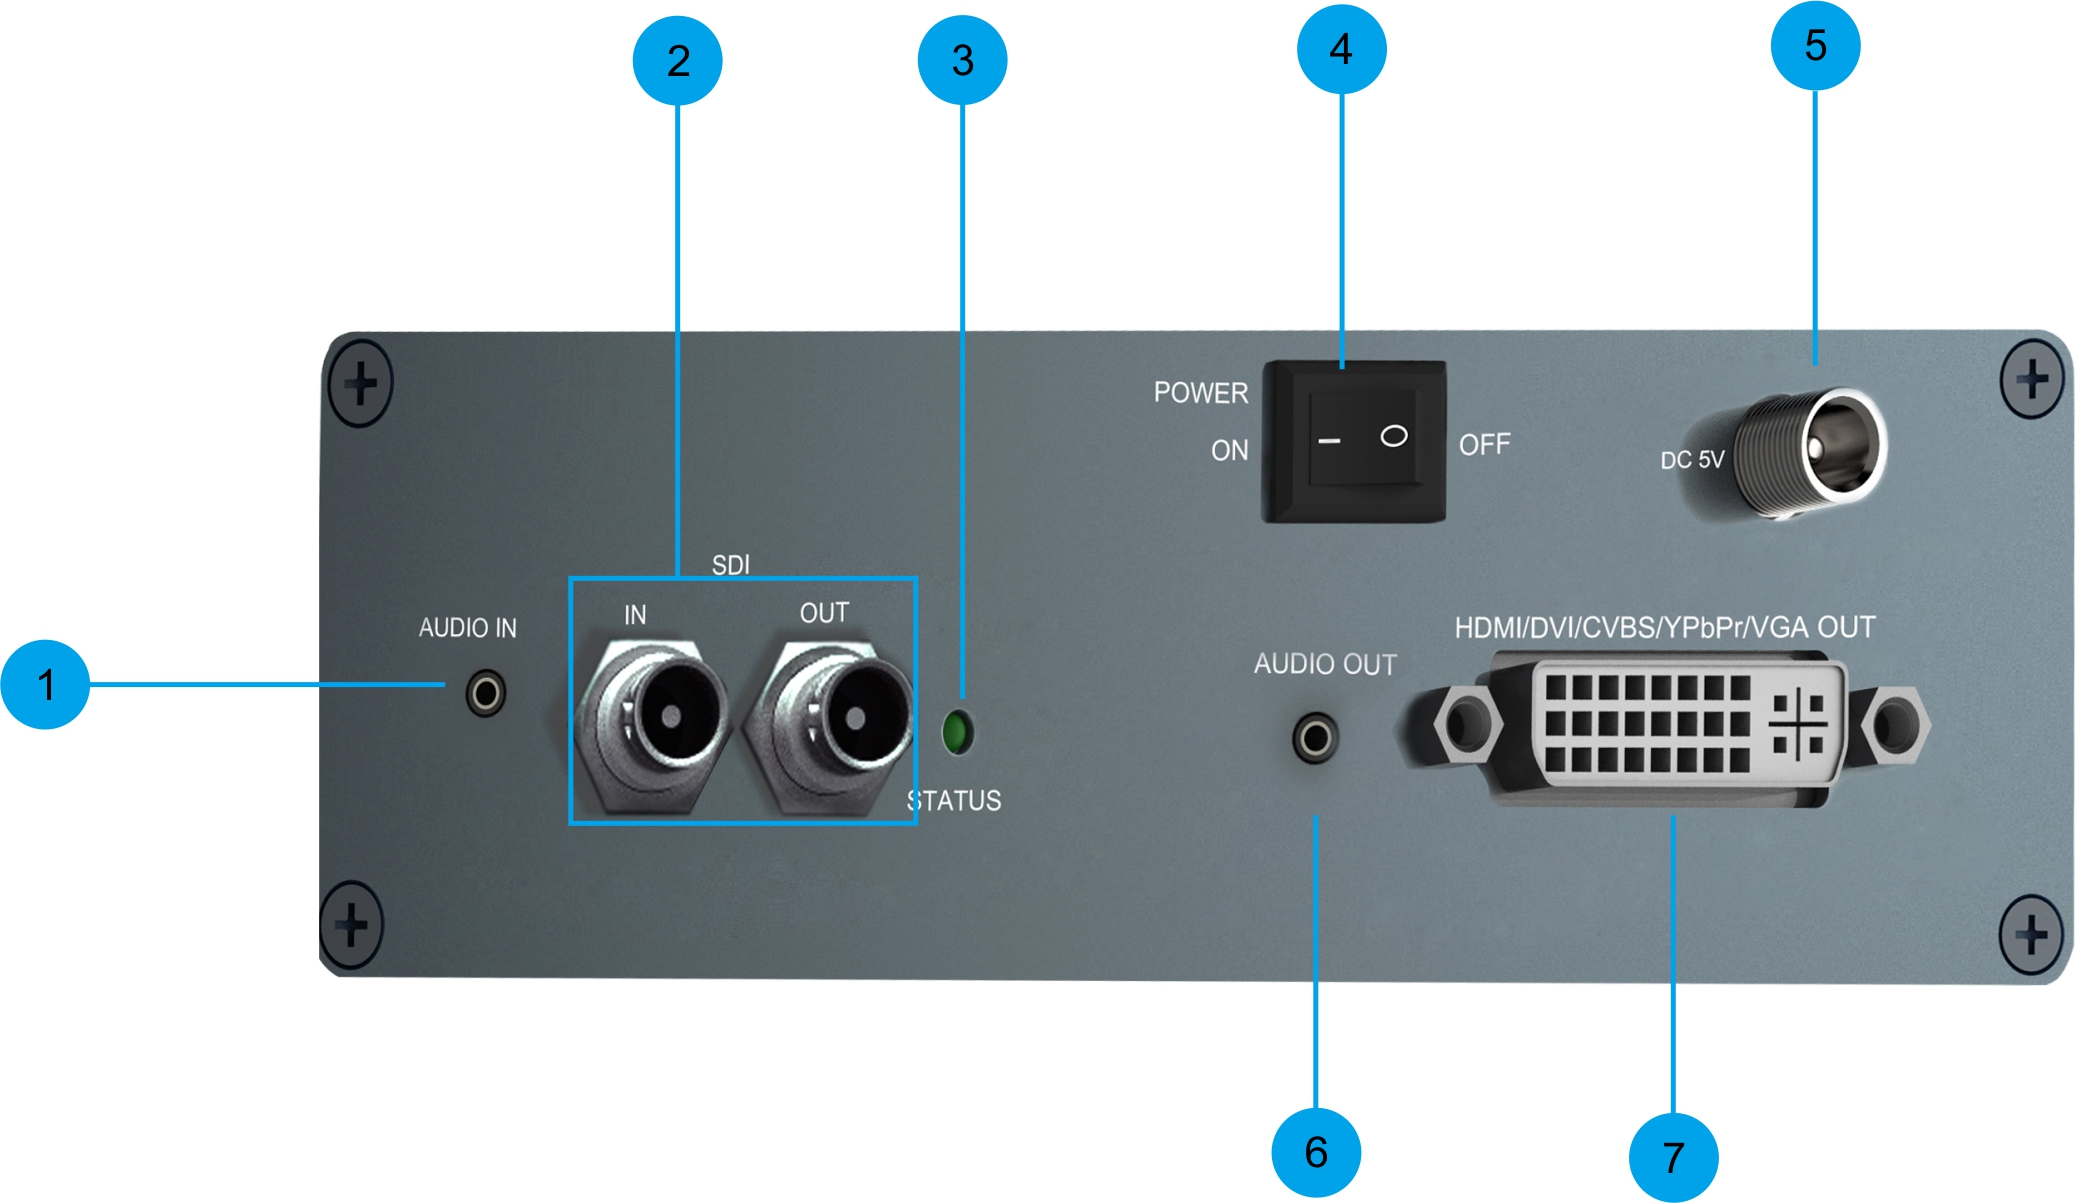 2
3
4
5
POWER
ON
OFF
DC 5V
SDI
IN
OUT
AUDIO IN
1
STATUS
AUDIO OUT
HDMI/DVI/CVBS/YPbPr/VGA OUT
6
7